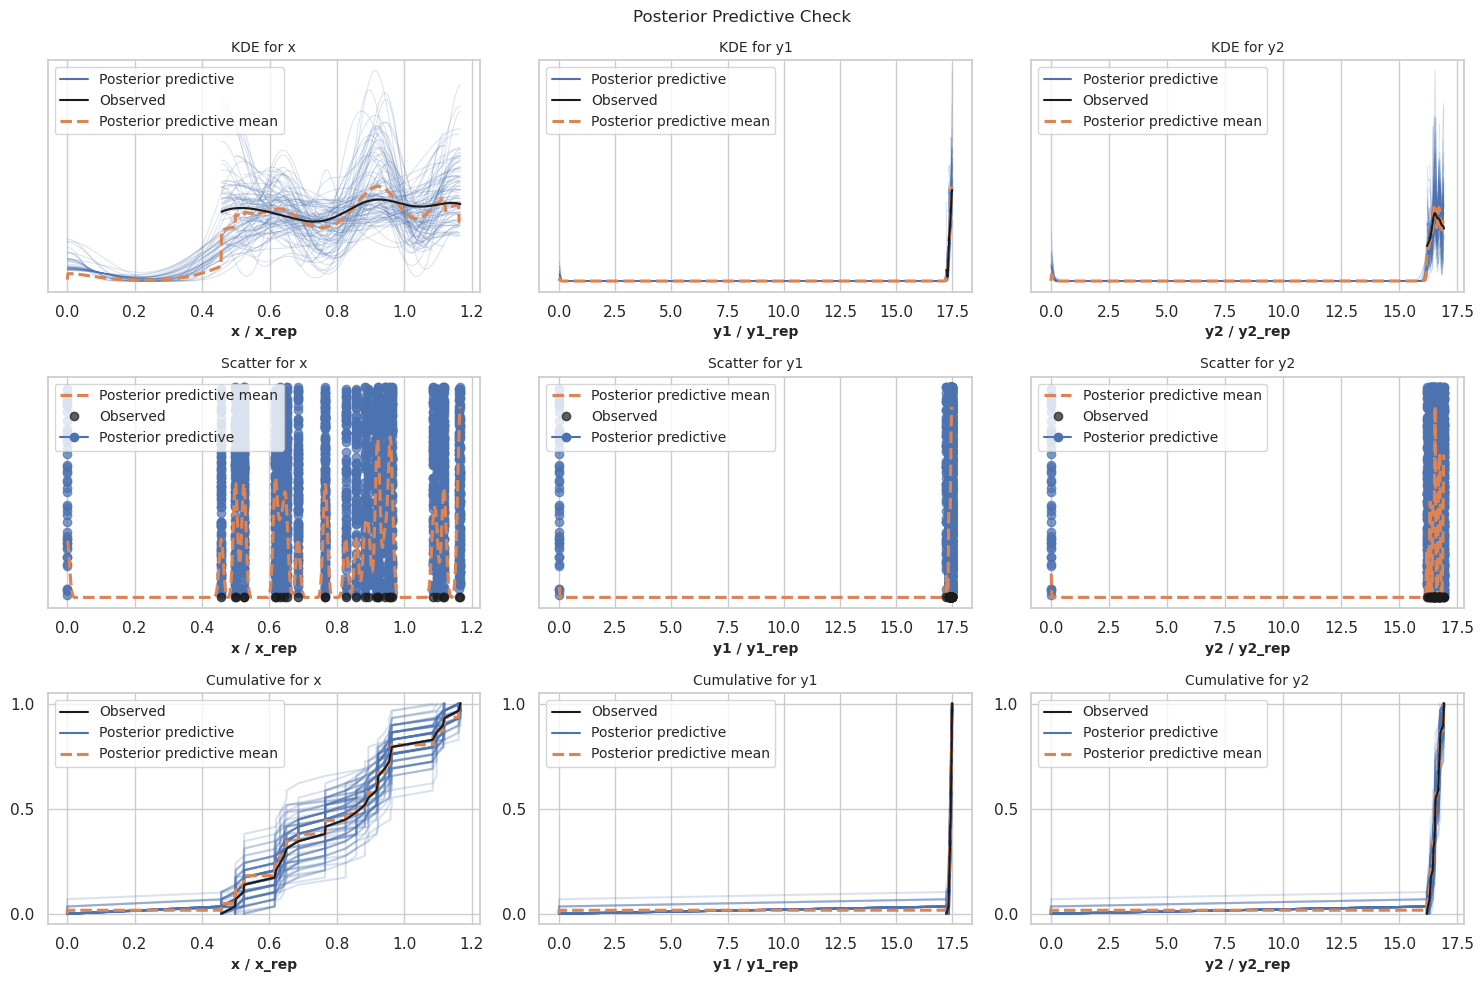 Posterior Predictive Check
KDE for x
Posterior predictive
Observed
Posterior predictive mean
0.0 0.2 0.4 0.6 0.8 1.0 1.2
x / x_rep
KDE for y1
Posterior predictive
Observed
Posterior predictive mean
0.0 2.5 5.0 7.5 10.0 12.5 15.0 17.5
y1 / y1_rep
KDE for y2
Posterior predictive
Observed
Posterior predictive mean
0.0 2.5 5.0 7.5 10.0 12.5 15.0 17.5
y2 / y2_rep
Scatter for x
Posterior predictive mean
Observed
Posterior predictive
0.0 0.2 0.4 0.6 0.8 1.0 1.2
x / x_rep
Scatter for y1
Posterior predictive mean
Observed
Posterior predictive
0.0 2.5 5.0 7.5 10.0 12.5 15.0 17.5
y1 / y1_rep
Scatter for y2
Posterior predictive mean
Observed
Posterior predictive
0.0 2.5 5.0 7.5 10.0 12.5 15.0 17.5
y2 / y2_rep
Cumulative for x
1.0
0.5
0.0
Observed
Posterior predictive
Posterior predictive mean
0.0 0.2 0.4 0.6 0.8 1.0 1.2
x / x_rep
Cumulative for y1
1.0
0.5
0.0
Observed
Posterior predictive
Posterior predictive mean
0.0 2.5 5.0 7.5 10.0 12.5 15.0 17.5
y1 / y1_rep
Cumulative for y2
1.0
0.5
0.0
Observed
Posterior predictive
Posterior predictive mean
0.0 2.5 5.0 7.5 10.0 12.5 15.0 17.5
y2 / y2_rep